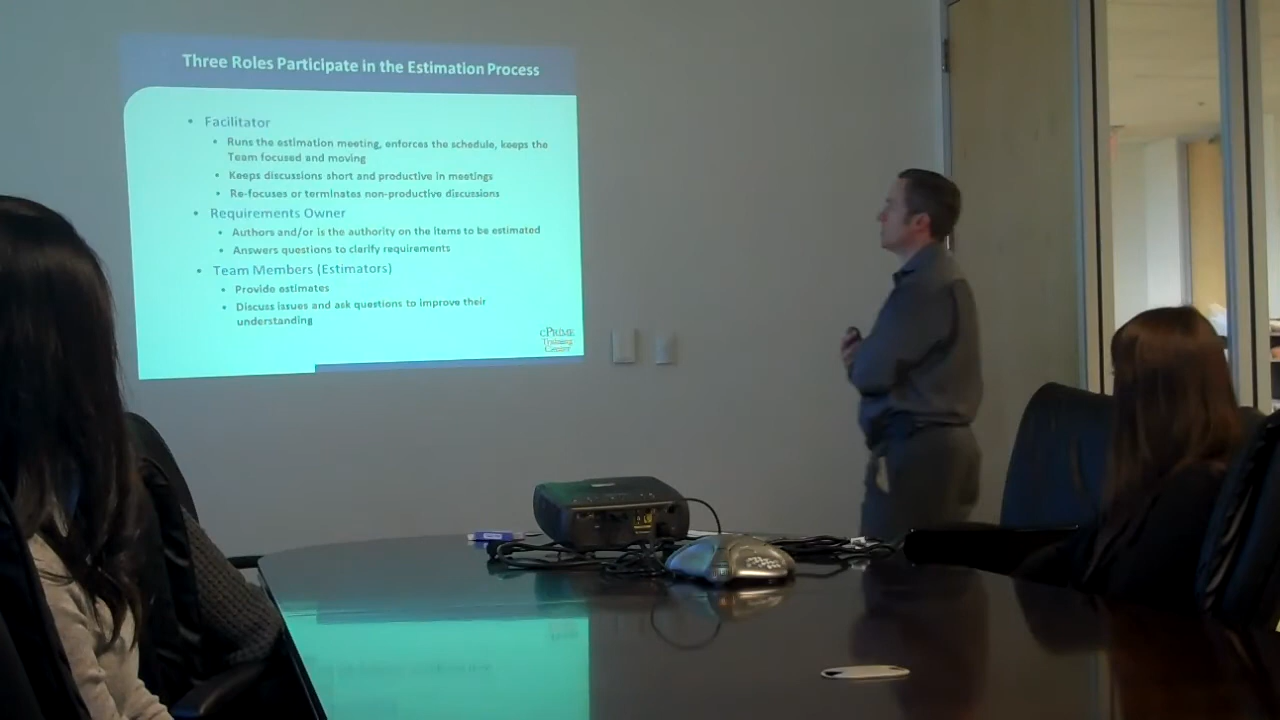 Three Roles Participate in the Estimation Process
• Facilitator
• Runs the estimation meeting, enforces the schedule, keeps the
Team focused and moving
• Keeps discussions short and productive in meetings
• Re-focuses or terminates non-productive discussions
• Requirements Owner
• Authors and/or is the authority on the items to be estimated
• Answers questions to clarify requirements
• Team Members (Estimators)
• Provide estimates
• Discuss issues and ask questions to improve their
understanding
cPRIME
Training
Center